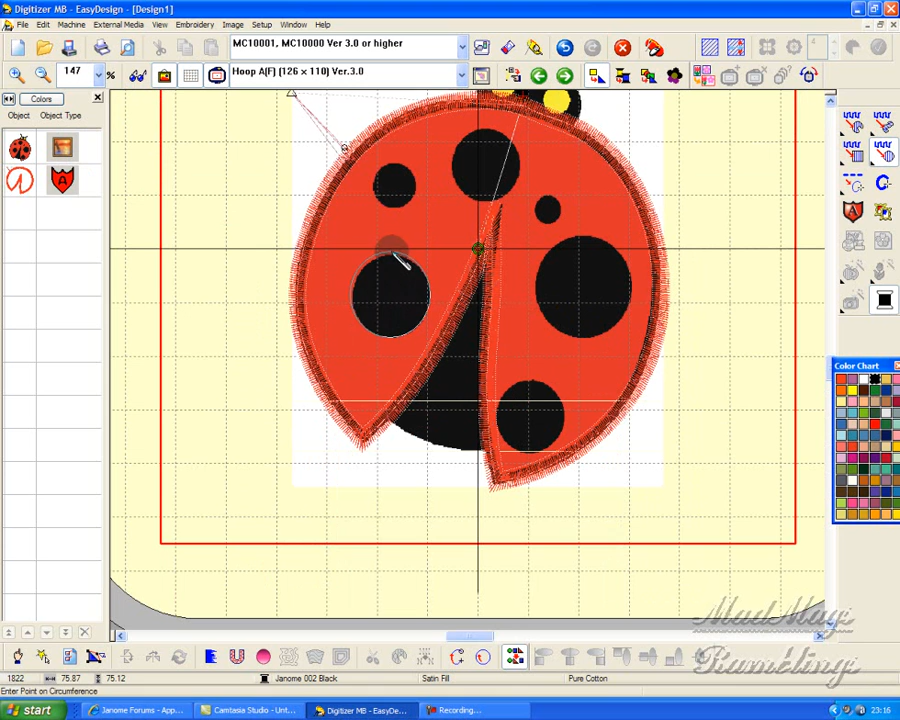 Digitizer MB - EasyDesign - [Design1]
File Edit Machine External Media View Embroidery Image Setup Window Help
MC10001, MC10000 Ver 3.0 or higher
4
147 %
Hoop A(F) (126 x 110) Ver.3.0
Colors
Object Object Type
A
A
Color Chart
MadMags
Ramblings
1822 75.87 75.12 Janome 002 Black Satin Fill Pure Cotton
Enter Point on Circumference
start Janome Forums - App... Camtasia Studio - Unt... Digitizer MB - EasyDe... Recording... 23:16